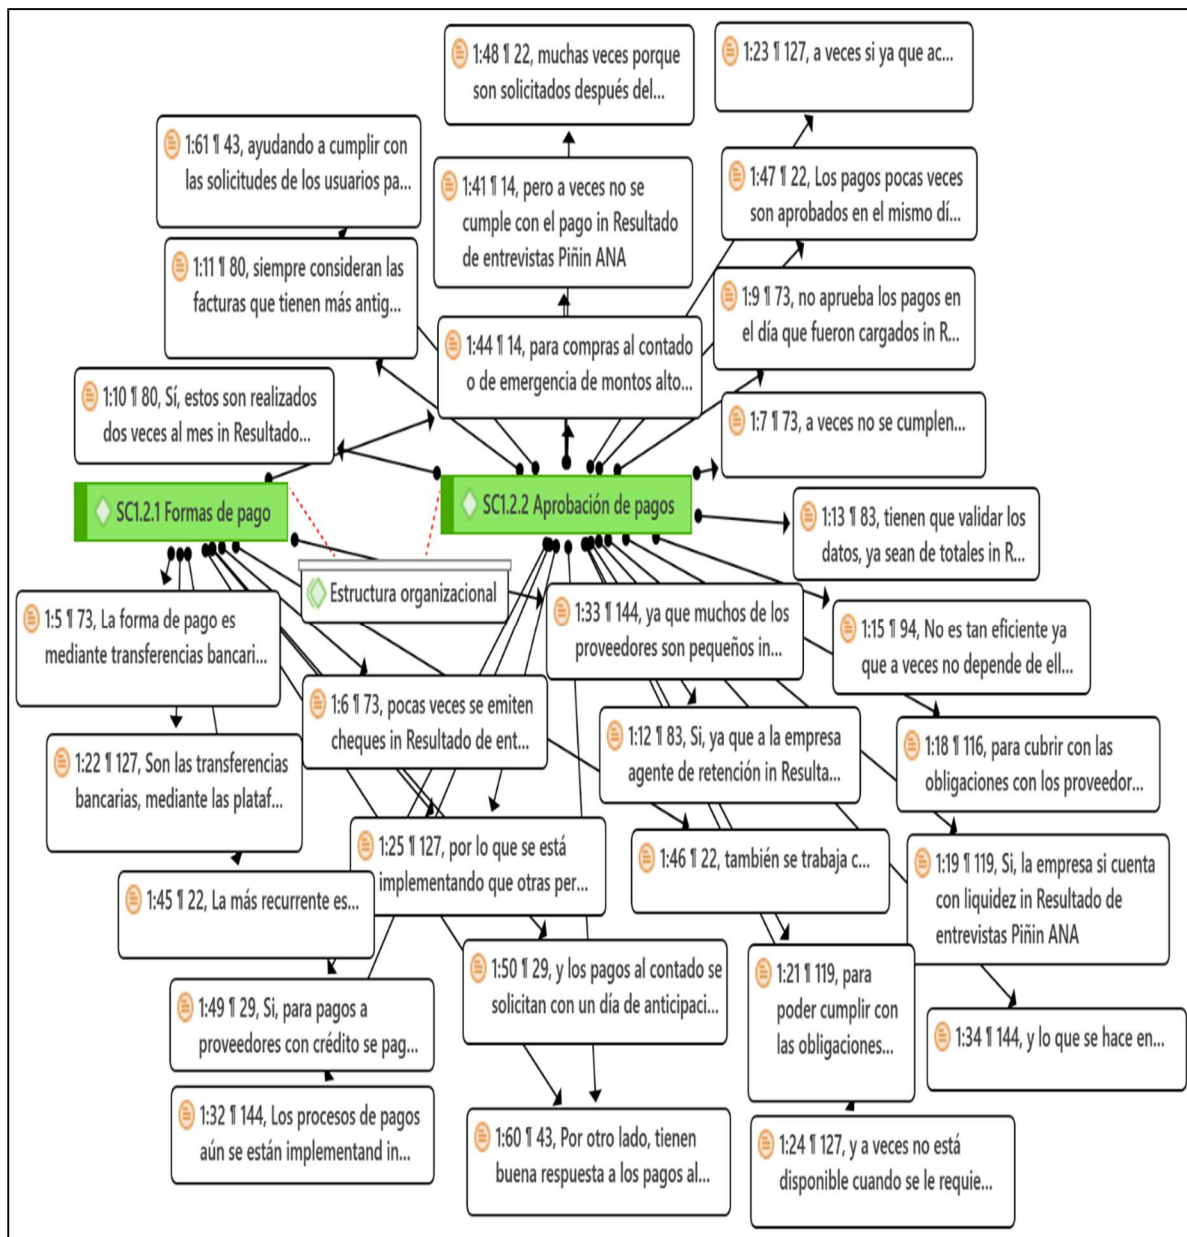 1:48 ¶ 22, muchas veces porque
son solicitados después del...
1:23 ¶ 127, a veces si ya que ac...
1:61 ¶ 43, ayudando a cumplir con
las solicitudes de los usuarios pa...
1:41 ¶ 14, pero a veces no se
cumple con el pago in Resultado
de entrevistas Piñin ANA
1:47 ¶ 22, Los pagos pocas veces
son aprobados en el mismo dí...
1:11 ¶ 80, siempre consideran las
facturas que tienen más antig...
1:9 ¶ 73, no aprueba los pagos en
el día que fueron cargados in R...
1:44 ¶ 14, para compras al contado
o de emergencia de montos alto...
1:10 ¶ 80, Sí, estos son realizados
dos veces al mes in Resultado...
1:7 ¶ 73, a veces no se cumplen...
SC1.2.1 Formas de pago
SC1.2.2 Aprobación de pagos
1:13 ¶ 83, tienen que validar los
datos, ya sean de totales in R...
Estructura organizacional
1:5 ¶ 73, La forma de pago es
mediante transferencias bancari...
1:33 ¶ 144, ya que muchos de los
proveedores son pequeños in...
1:15 ¶ 94, No es tan eficiente ya
que a veces no depende de ell...
1:6 ¶ 73, pocas veces se emiten
cheques in Resultado de ent...
1:12 ¶ 83, Si, ya que a la empresa
agente de retención in Resulta...
1:18 ¶ 116, para cubrir con las
obligaciones con los proveedor...
1:22 ¶ 127, Son las transferencias
bancarias, mediante las plataf...
1:25 ¶ 127, por lo que se está
implementando que otras per...
1:46 ¶ 22, también se trabaja c...
1:19 ¶ 119, Si, la empresa si cuenta
con liquidez in Resultado de
entrevistas Piñin ANA
1:45 ¶ 22, La más recurrente es...
1:50 ¶ 29, y los pagos al contado se
solicitan con un día de anticipaci...
1:21 ¶ 119, para
poder cumplir con
las obligaciones...
1:49 ¶ 29, Si, para pagos a
proveedores con crédito se pag...
1:34 ¶ 144, y lo que se hace en...
1:32 ¶ 144, Los procesos de pagos
aún se están implementand in...
1:60 ¶ 43, Por otro lado, tienen
buena respuesta a los pagos al...
1:24 ¶ 127, y a veces no está
disponible cuando se le requie...